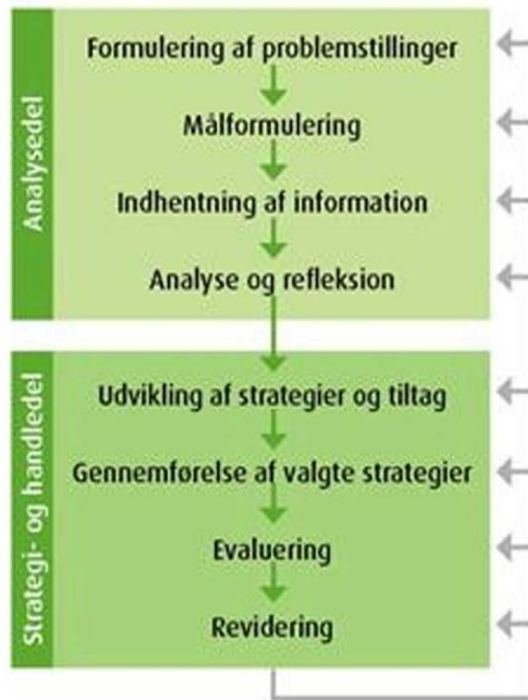 Analysedel
Formulering af problemstillinger
Målformulering
Indhentning af information
Analyse og refleksion
Strategi- og handledel
Udvikling af strategier og tiltag
Gennemførelse af valgte strategier
Evaluering
Revidering